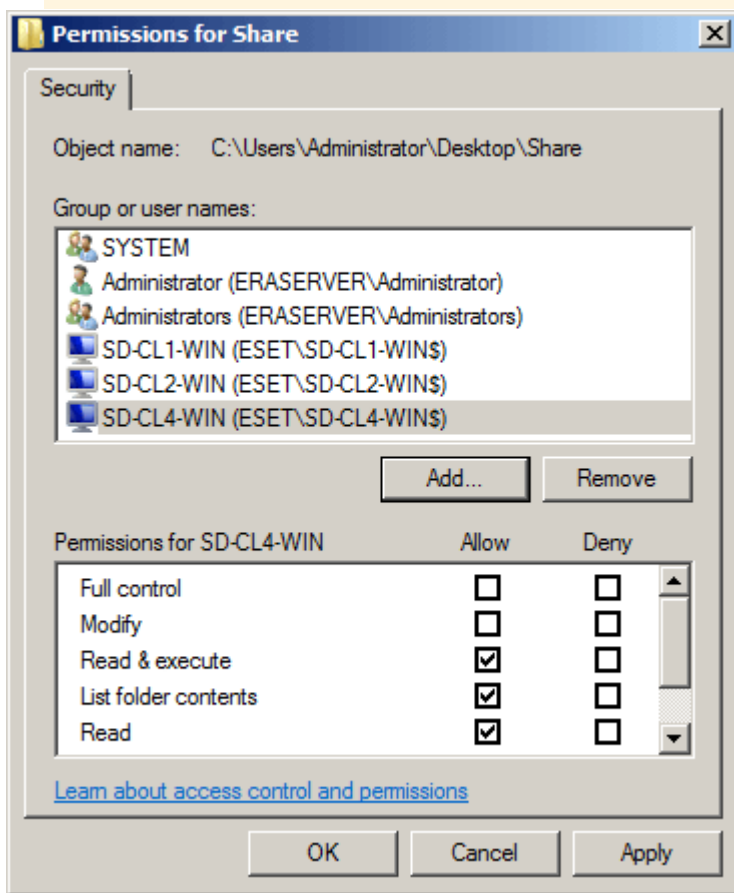 Permissions for Share
Security
Object name: C:\Users\Administrator\Desktop\Share
Group or user names:
SYSTEM
Administrator (ERASERVER\Administrator)
Administrators (ERASERVER\Administrators)
SD-CL1-WIN (ESET\SD-CL1-WIN$)
SD-CL2-WIN (ESET\SD-CL2-WIN$)
SD-CL4-WIN (ESET\SD-CL4-WIN$)
Add... Remove
Permissions for SD-CL4-WIN Allow Deny
Full control
Modify
Read & execute
List folder contents
Read
Learn about access control and permissions
OK Cancel Apply